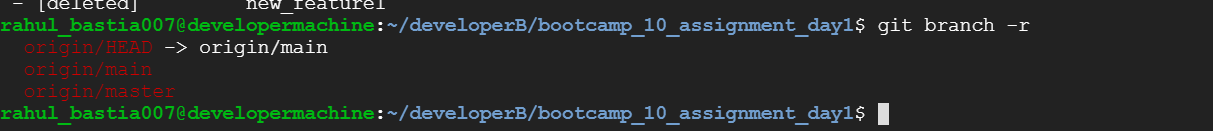 - [deleted] new_feature1
rahul_bastia007@developermachine:~/developerB/bootcamp_10_assignment_day1$ git branch -r
origin/HEAD -> origin/main
origin/main
origin/master
rahul_bastia007@developermachine:~/developerB/bootcamp_10_assignment_day1$